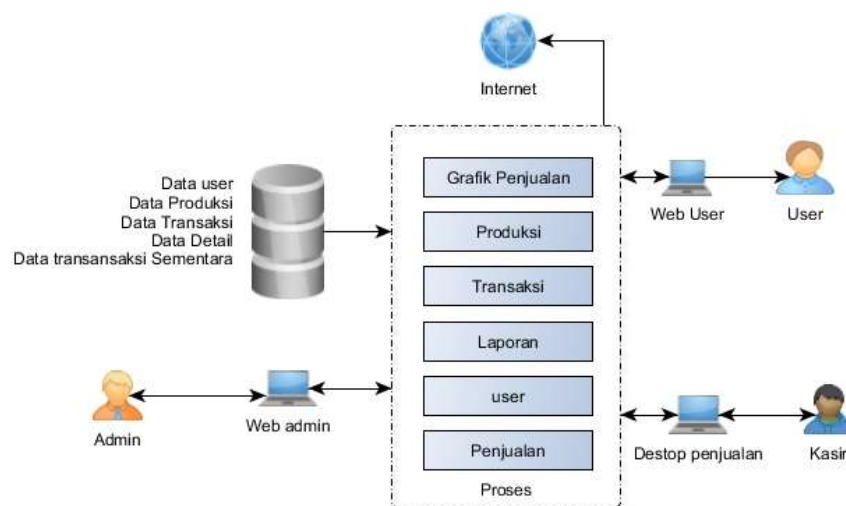 Internet
Data user
Data Produksi
Data Transaksi
Data Detail
Data transansaksi Sementara
Grafik Penjualan
Produksi
Transaksi
Laporan
user
Penjualan
Proses
Web User
User
Admin
Web admin
Destop penjualan
Kasir